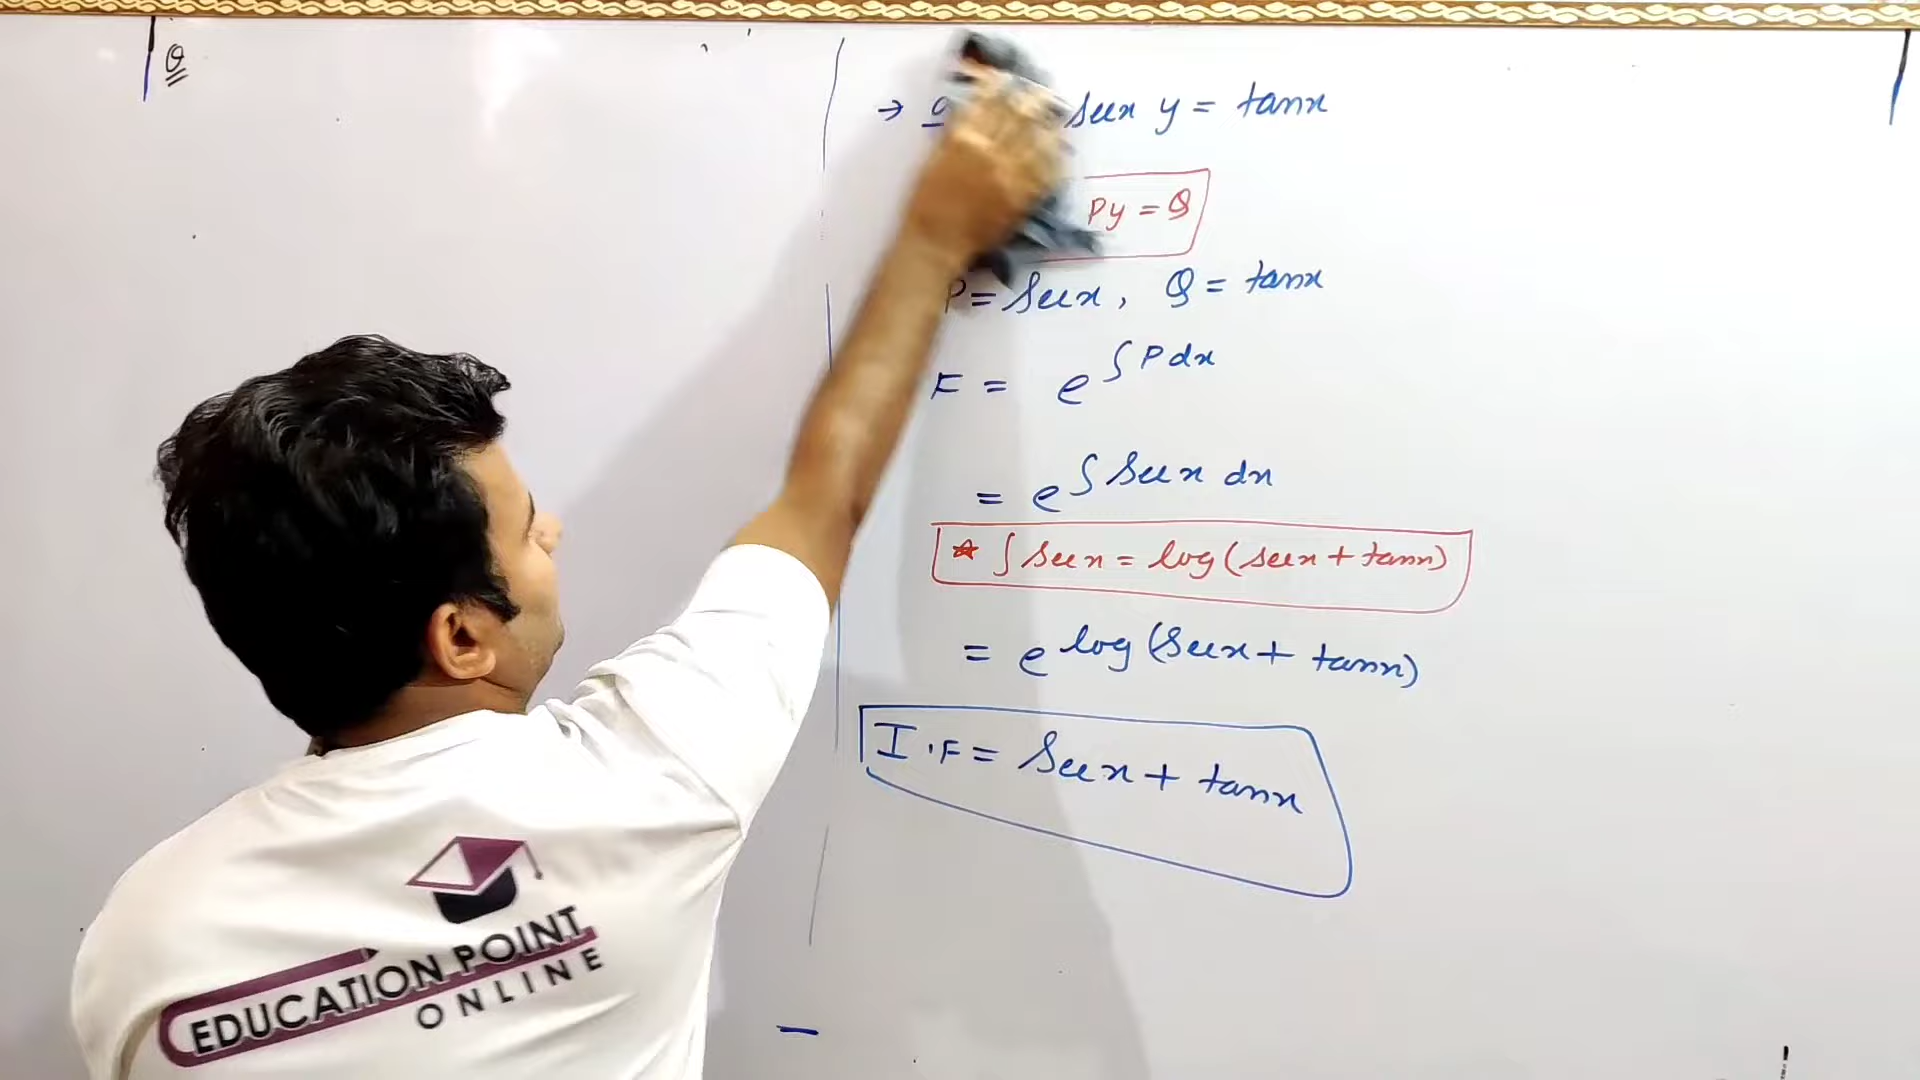 Q
→ secx y = tanx
Py = Q
P = secx, Q = tanx
F = e^∫Pdx
= e^∫secx dx
* ∫secx = log(secx + tanx)
= e^log(secx + tanx)
I.F = secx + tanx
EDUCATION POINT
ONLINE